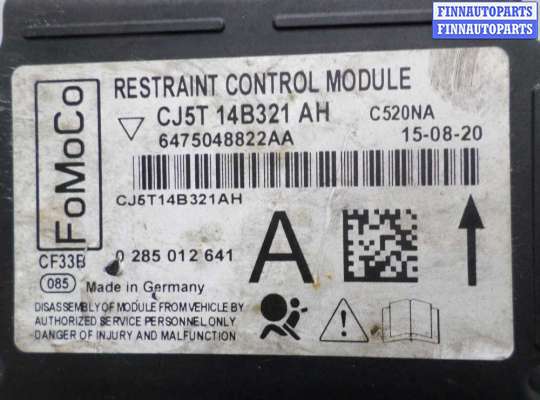 FINNAUTOPARTS
FINNAUTOPARTS
RESTRAINT CONTROL MODULE
FoMoCo
CJ5T 14B321 AH C520NA
6475048822AA 15-08-20
CJ5T14B321AH
CF33B 0 285 012 641 A
085 Made in Germany
DISASSEMBLY OF MODULE FROM VEHICLE BY
AUTHORIZED SERVICE PERSONNEL ONLY
DANGER OF INJURY AND MALFUNCTION